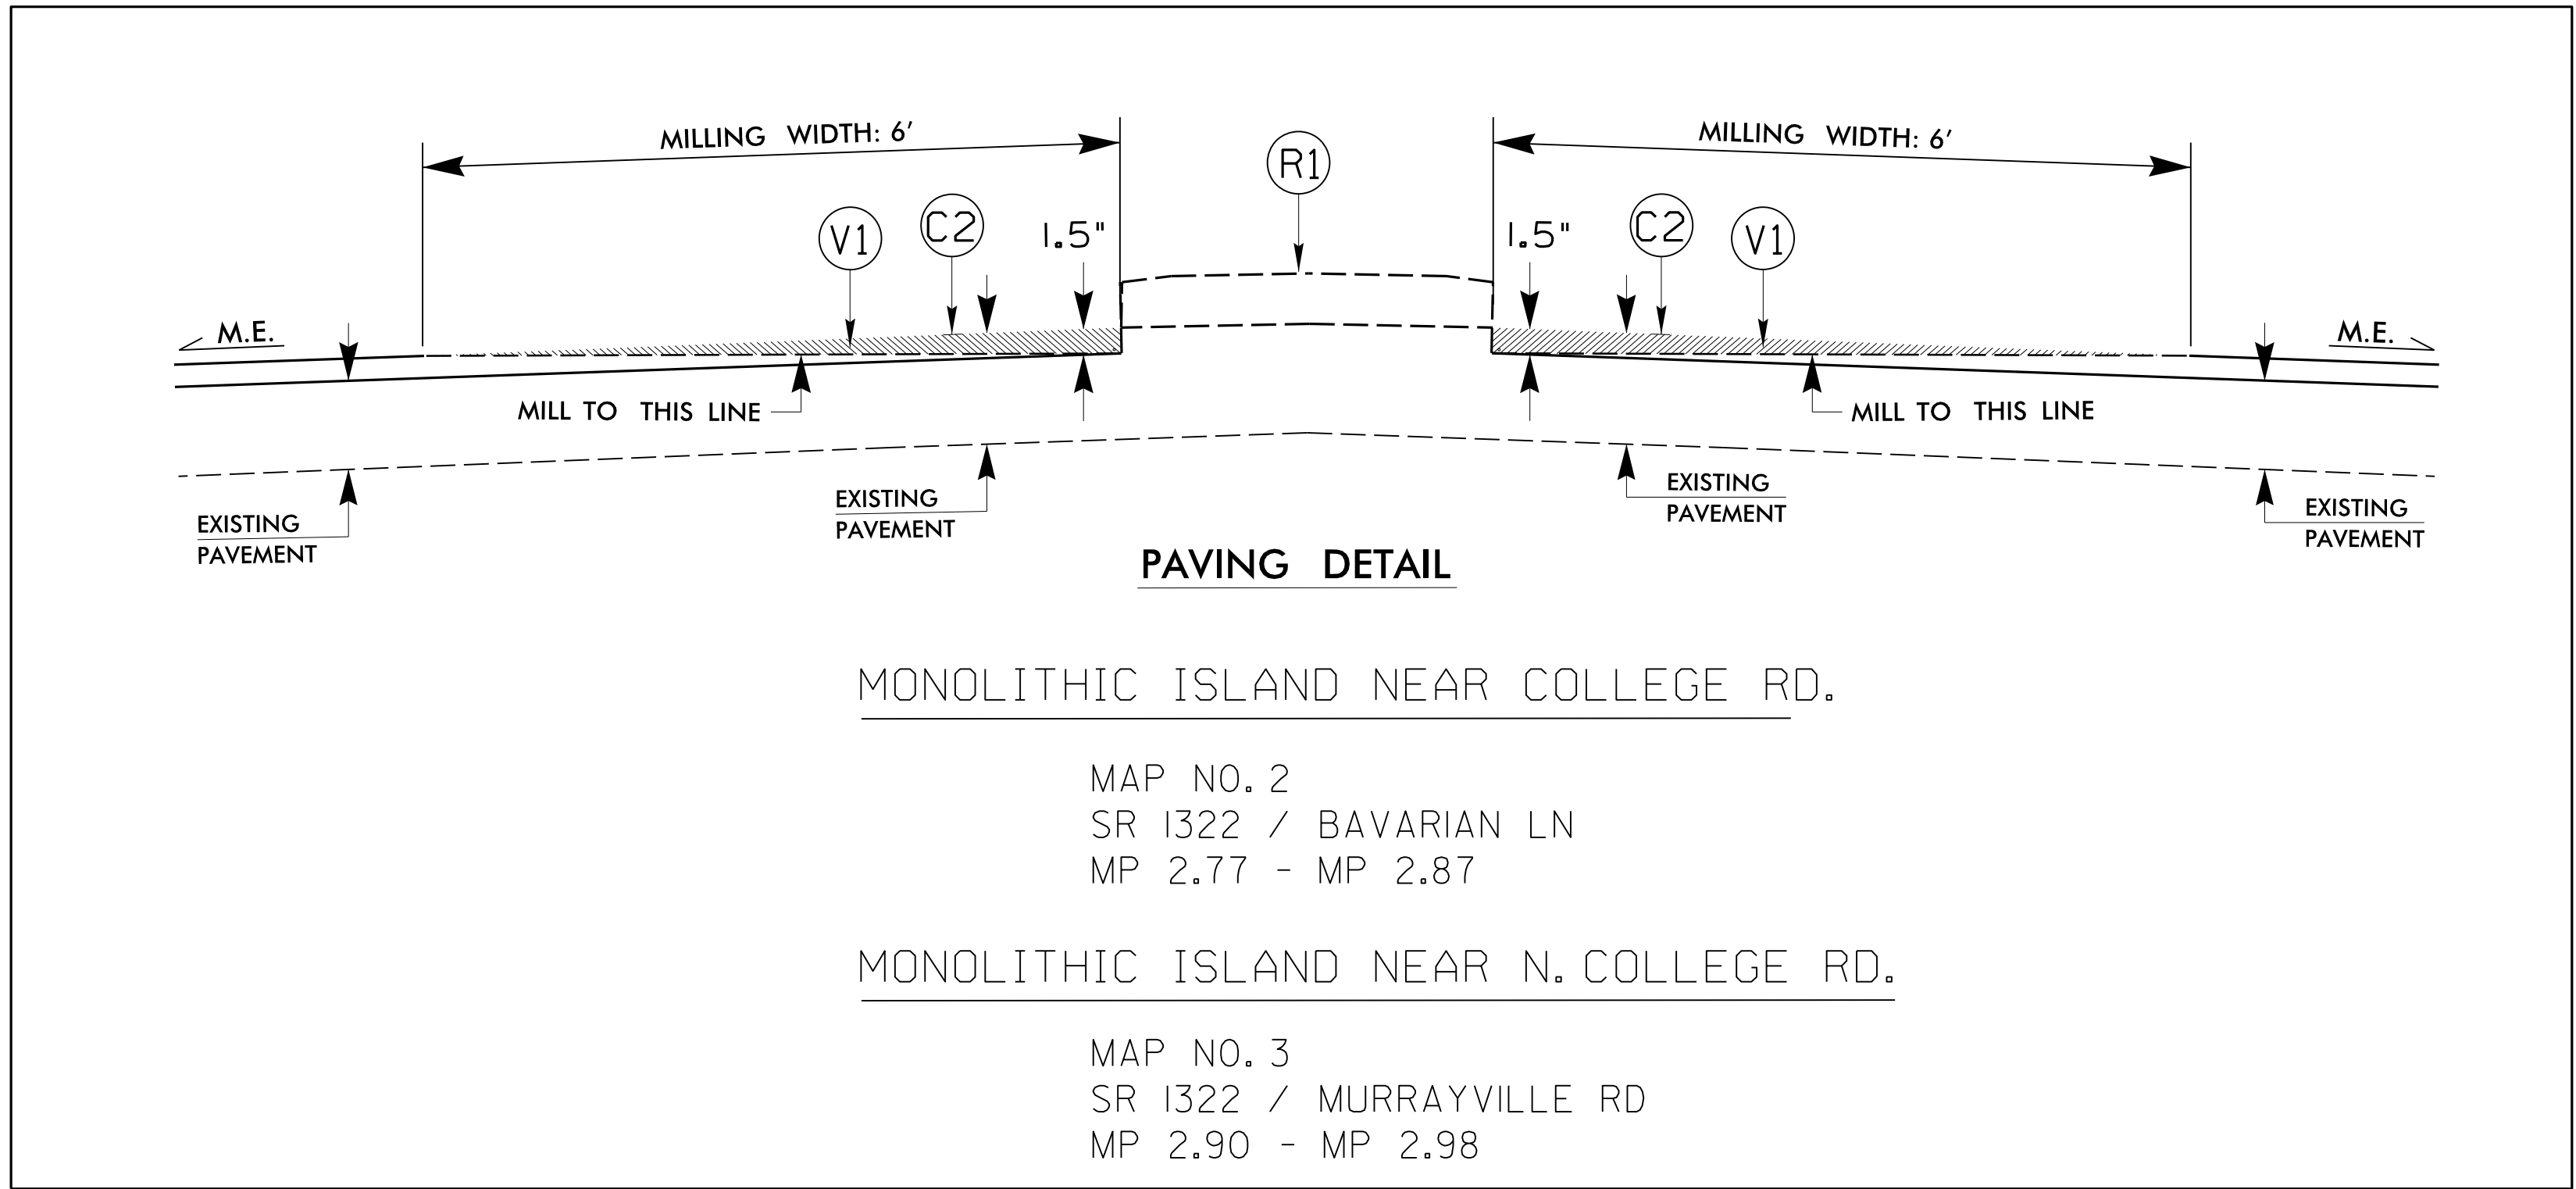 MILLING WIDTH: 6'
MILLING WIDTH: 6'
R1
V1
C2
1.5"
1.5"
C2
V1
M.E.
M.E.
MILL TO THIS LINE
MILL TO THIS LINE
EXISTING
PAVEMENT
EXISTING
PAVEMENT
EXISTING
PAVEMENT
EXISTING
PAVEMENT
PAVING DETAIL
MONOLITHIC ISLAND NEAR COLLEGE RD.
MAP NO. 2
SR 1322 / BAVARIAN LN
MP 2.77 - MP 2.87
MONOLITHIC ISLAND NEAR N. COLLEGE RD.
MAP NO. 3
SR 1322 / MURRAYVILLE RD
MP 2.90 - MP 2.98